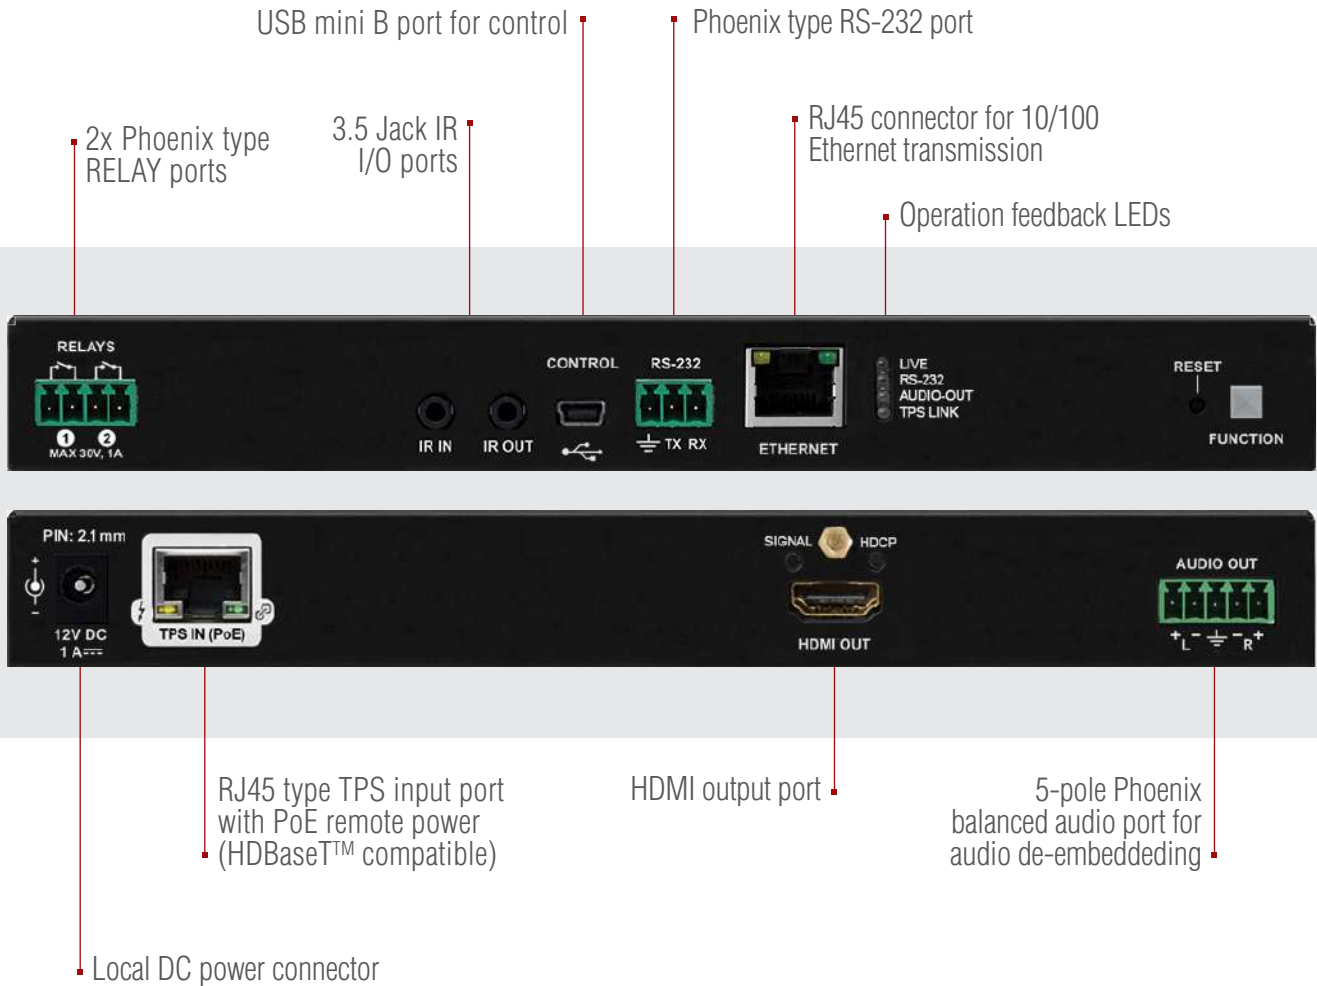 USB mini B port for control
Phoenix type RS-232 port
2x Phoenix type
RELAY ports
3.5 Jack IR
I/O ports
RJ45 connector for 10/100
Ethernet transmission
Operation feedback LEDs
RELAYS
1 2
MAX 30V, 1A
IR IN
IR OUT
CONTROL
RS-232
TX RX
ETHERNET
LIVE
RS-232
AUDIO-OUT
TPS LINK
RESET
FUNCTION
PIN: 2.1 mm
+
-
12V DC
1 A
TPS IN (PoE)
SIGNAL
HDCP
HDMI OUT
AUDIO OUT
+ L - - R +
RJ45 type TPS input port
with PoE remote power
(HDBaseT™ compatible)
HDMI output port
5-pole Phoenix
balanced audio port for
audio de-embeddeding
Local DC power connector